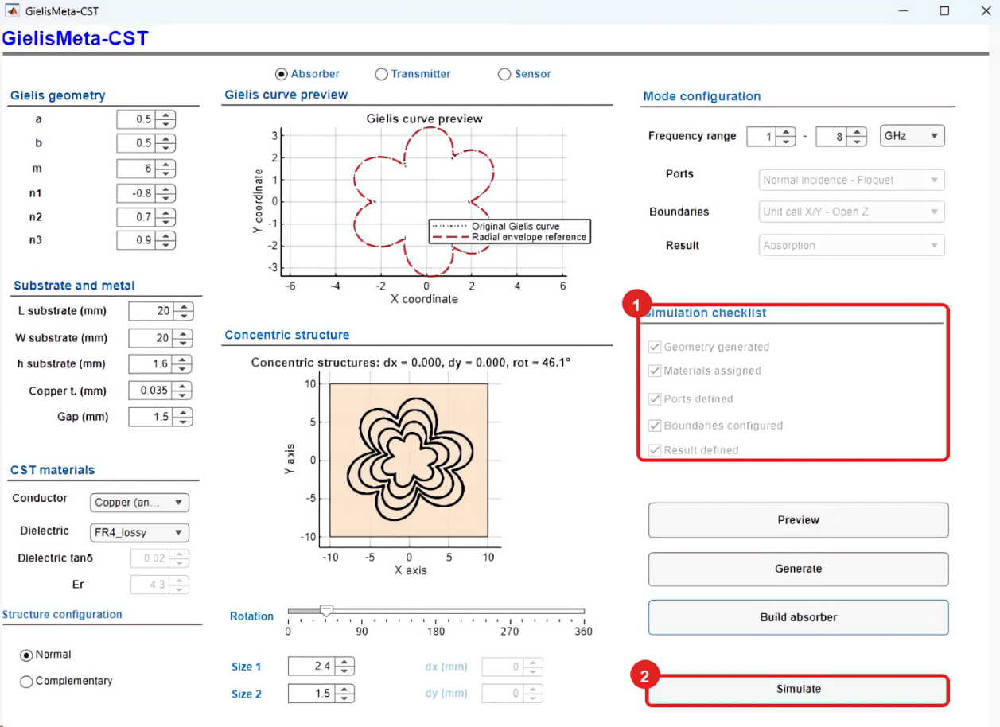 GielisMeta-CST
GielisMeta-CST
Absorber Transmitter Sensor
Gielis geometry
a 0.5
b 0.5
m 6
n1 -0.8
n2 0.7
n3 0.9
Substrate and metal
L substrate (mm) 20
W substrate (mm) 20
h substrate (mm) 1.6
Copper t. (mm) 0.035
Gap (mm) 1.5
CST materials
Conductor Copper (an...
Dielectric FR4_lossy
Dielectric tanδ 0 02
Er 4.3
Structure configuration
Normal
Complementary
Gielis curve preview
Gielis curve preview
3
2
1
0
-1
-2
-3
Y coordinate
Original Gielis curve
Radial envelope reference
-6 -4 -2 0 2 4 6
X coordinate
Concentric structure
Concentric structures: dx = 0.000, dy = 0.000, rot = 46.1°
10
5
0
-5
-10
Y axis
-10 -5 0 5 10
X axis
Rotation
0 90 180 270 360
Size 1 2.4 dx (mm) 0
Size 2 1.5 dy (mm) 0
Mode configuration
Frequency range 1 - 8 GHz
Ports Normal incidence - Floquet
Boundaries Unit cell X/Y - Open Z
Result Absorption
1
Simulation checklist
Geometry generated
Materials assigned
Ports defined
Boundaries configured
Result defined
Preview
Generate
Build absorber
2
Simulate